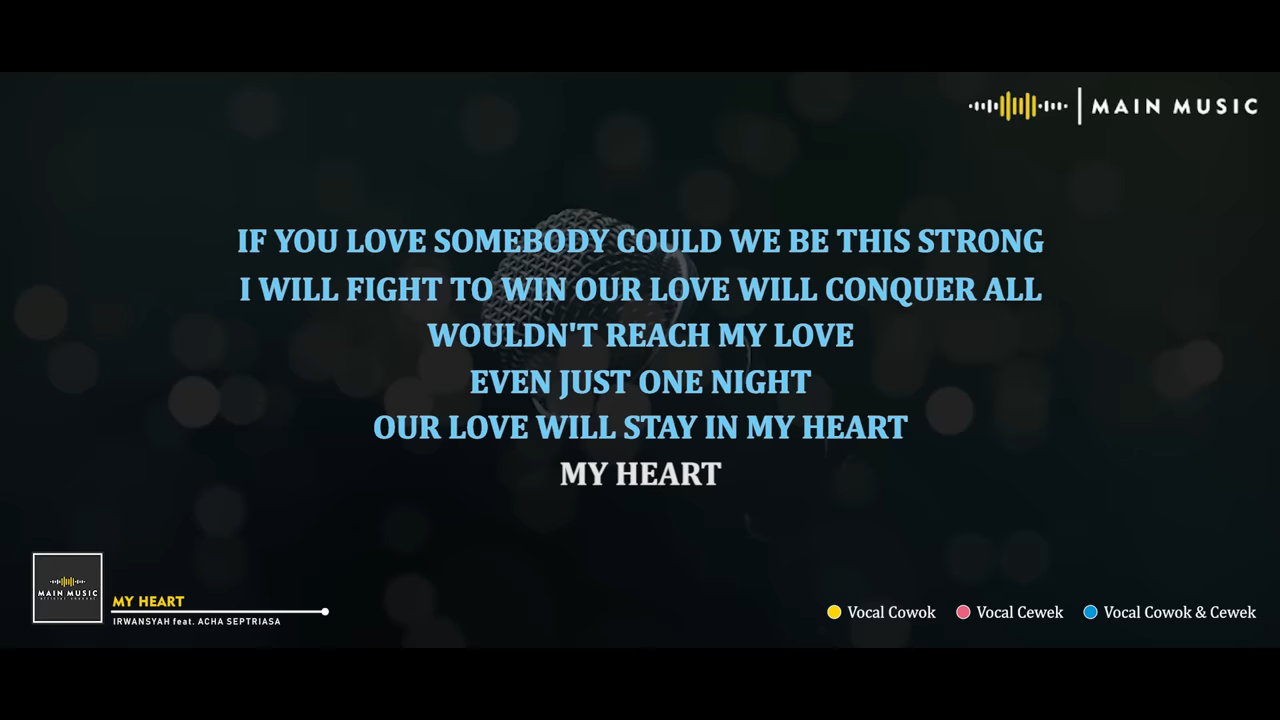 MAIN MUSIC
IF YOU LOVE SOMEBODY COULD WE BE THIS STRONG
I WILL FIGHT TO WIN OUR LOVE WILL CONQUER ALL
WOULDN'T REACH MY LOVE
EVEN JUST ONE NIGHT
OUR LOVE WILL STAY IN MY HEART
MY HEART
MAIN MUSIC
MY HEART
IRWANSYAH feat. ACHA SEPTRIASA
Vocal Cowok
Vocal Cewek
Vocal Cowok & Cewek